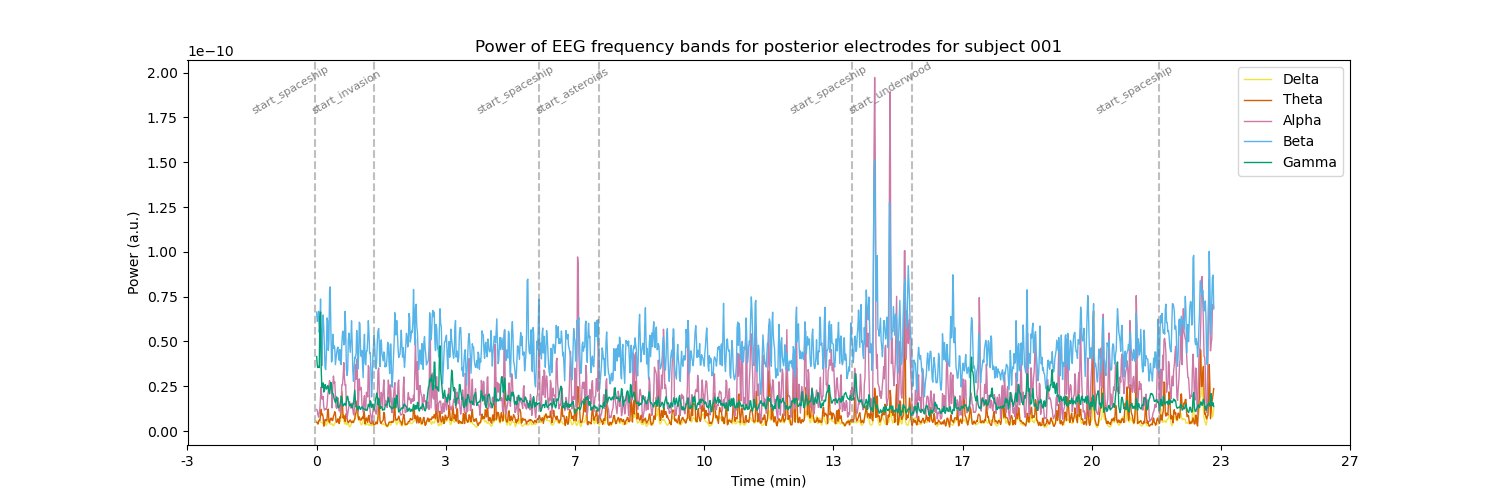 Power of EEG frequency bands for posterior electrodes for subject 001
1e−10
start_spaceship
start_invasion
start_spaceship
start_asteroids
start_spaceship
start_underwood
start_spaceship
Delta
Theta
Alpha
Beta
Gamma
Power (a.u.)
2.00
1.75
1.50
1.25
1.00
0.75
0.50
0.25
0.00
-3 0 3 7 10 13 17 20 23 27
Time (min)